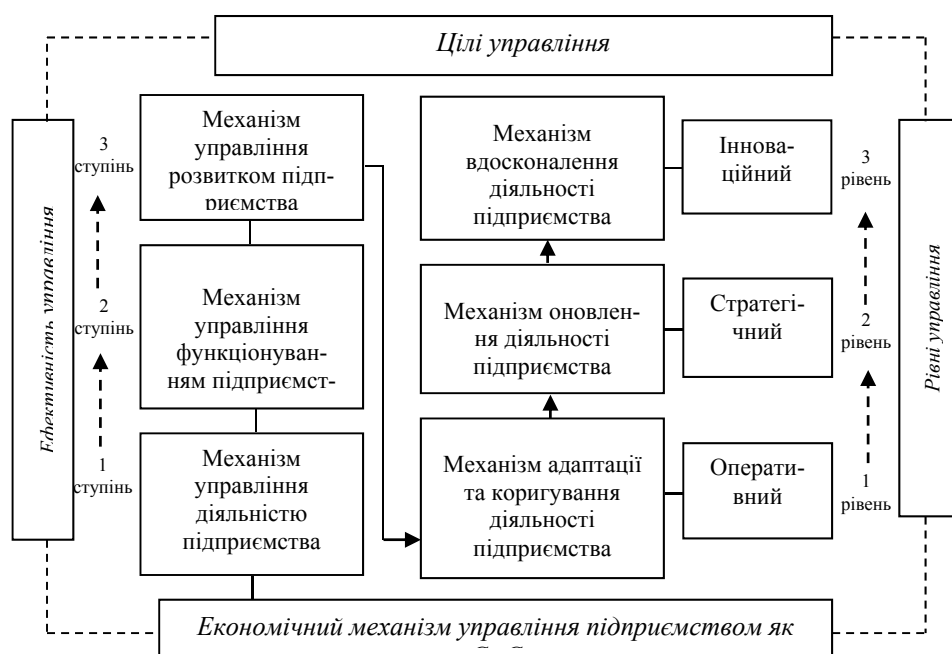 Цілі управління
Ефективність управління
3
ступінь
2
ступінь
1
ступінь
Механізм
управління
розвитком підп-
риємства
Механізм
управління
функціонуван-
ням підприємст-
Механізм
управління
діяльністю
підприємства
Механізм
вдосконалення
діяльності
підприємства
Механізм оновлен-
ня діяльності
підприємства
Механізм адаптації
та коригування
діяльності
підприємства
Іннова-
ційний
Стратегі-
чний
Операти-
вний
3
рівень
2
рівень
1
рівень
Рівні управління
Економічний механізм управління підприємством як